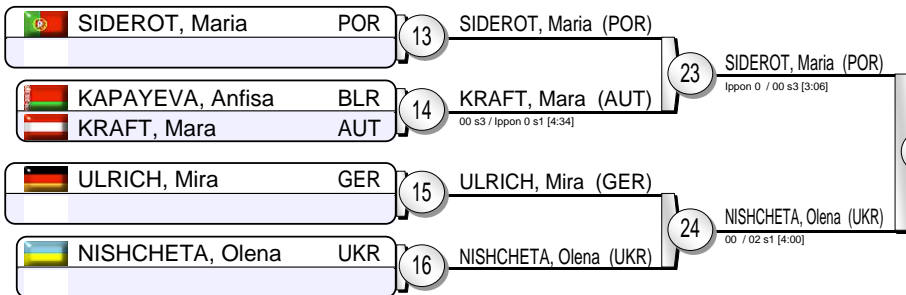 SIDEROT, Maria POR
13
SIDEROT, Maria (POR)
23
SIDEROT, Maria (POR)
Ippon 0 / 00 s3 [3:06]
KAPAYEVA, Anfisa BLR
KRAFT, Mara AUT
14
KRAFT, Mara (AUT)
00 s3 / Ippon 0 s1 [4:34]
ULRICH, Mira GER
15
ULRICH, Mira (GER)
24
NISHCHETA, Olena (UKR)
00 / 02 s1 [4:00]
NISHCHETA, Olena UKR
16
NISHCHETA, Olena (UKR)